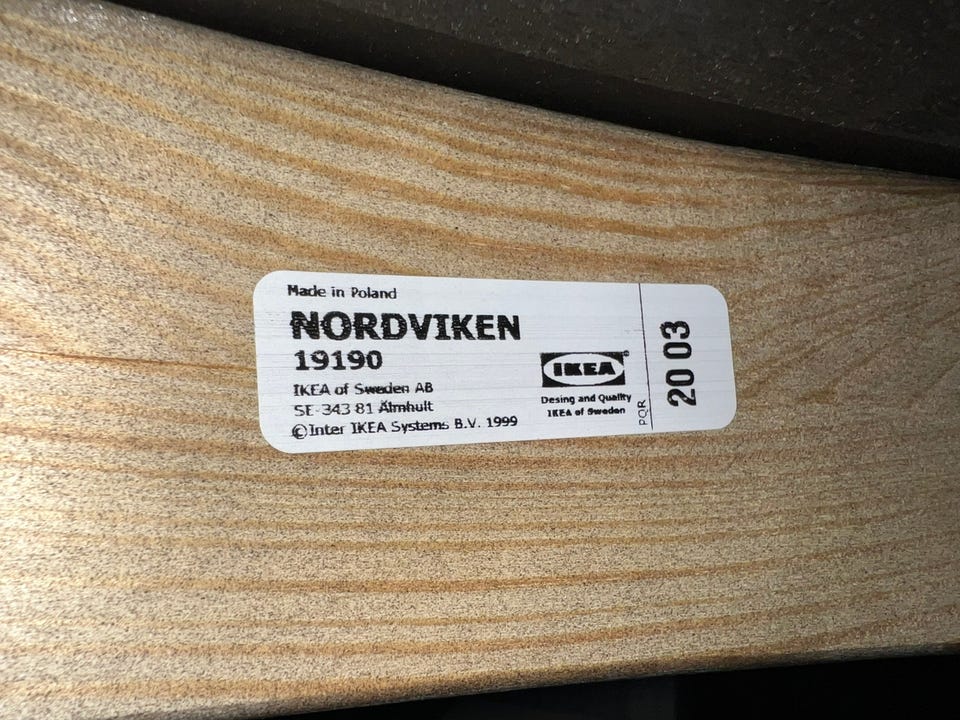 Made in Poland
NORDVIKEN
19190
IKEA of Sweden AB
SE-343 81 Älmhult
©Inter IKEA Systems B.V. 1999
IKEA®
Desing and Quality
IKEA of Sweden
PQR
20 03